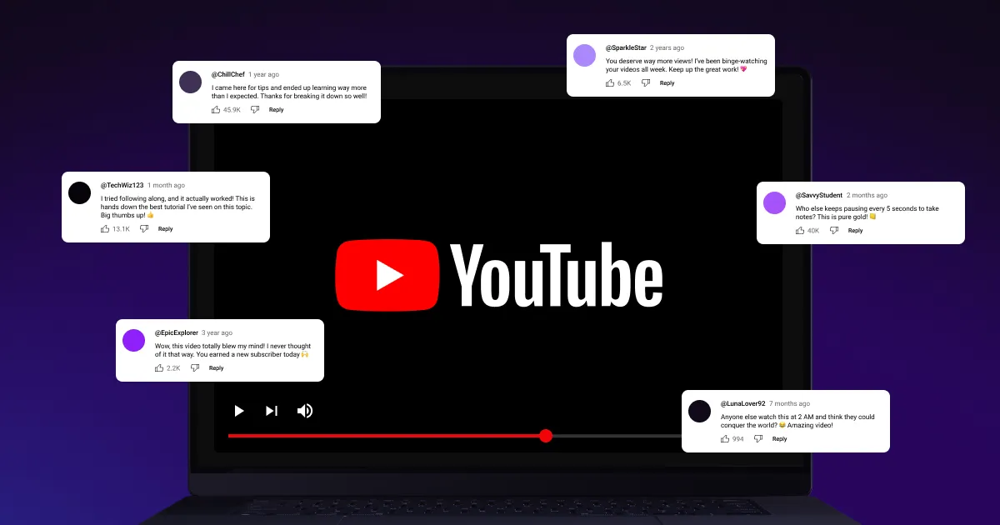 @SparkleStar 2 years ago
You deserve way more views! I've been binge-watching
your videos all week. Keep up the great work! 💖
6.5K Reply
@ChillChef 1 year ago
I came here for tips and ended up learning way more
than I expected. Thanks for breaking it down so well!
45.9K Reply
@TechWiz123 1 month ago
I tried following along, and it actually worked! This is
hands down the best tutorial I've seen on this topic.
Big thumbs up! 👍
13.1K Reply
@SavvyStudent 2 months ago
Who else keeps pausing every 5 seconds to take
notes? This is pure gold! 👏
40K Reply
YouTube
@EpicExplorer 3 year ago
Wow, this video totally blew my mind! I never thought
of it that way. You earned a new subscriber today 🙌
2.2K Reply
@LunaLover92 7 months ago
Anyone else watch this at 2 AM and think they could
conquer the world? 😂 Amazing video!
994 Reply